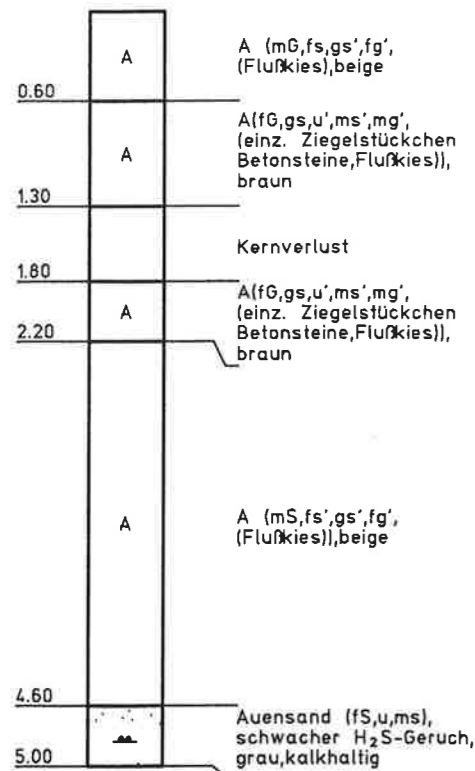 A
A (mG,fs,gs',fg',
(Flußkies),beige
0.60
A
A(fG,gs,u',ms',mg',
(einz. Ziegelstückchen
Betonsteine,Flußkies)),
braun
1.30
Kernverlust
1.80
A
A(fG,gs,u',ms',mg',
(einz. Ziegelstückchen
Betonsteine,Flußkies)),
braun
2.20
A
A (mS,fs',gs',fg',
(Flußkies)),beige
4.60
Auensand (fS,u,ms),
schwacher H₂S-Geruch,
grau,kalkhaltig
5.00